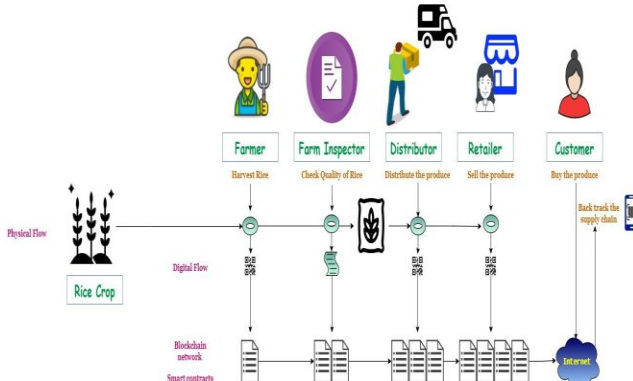 Farmer
Farm Inspector
Distributor
Retailer
Customer
Harvest Rice
Check Quality of Rice
Distribute the produce
Sell the produce
Buy the produce
Back track the
supply chain
Physical Flow
Digital Flow
Rice Crop
Blockchain
network
Internet
Smart contracts